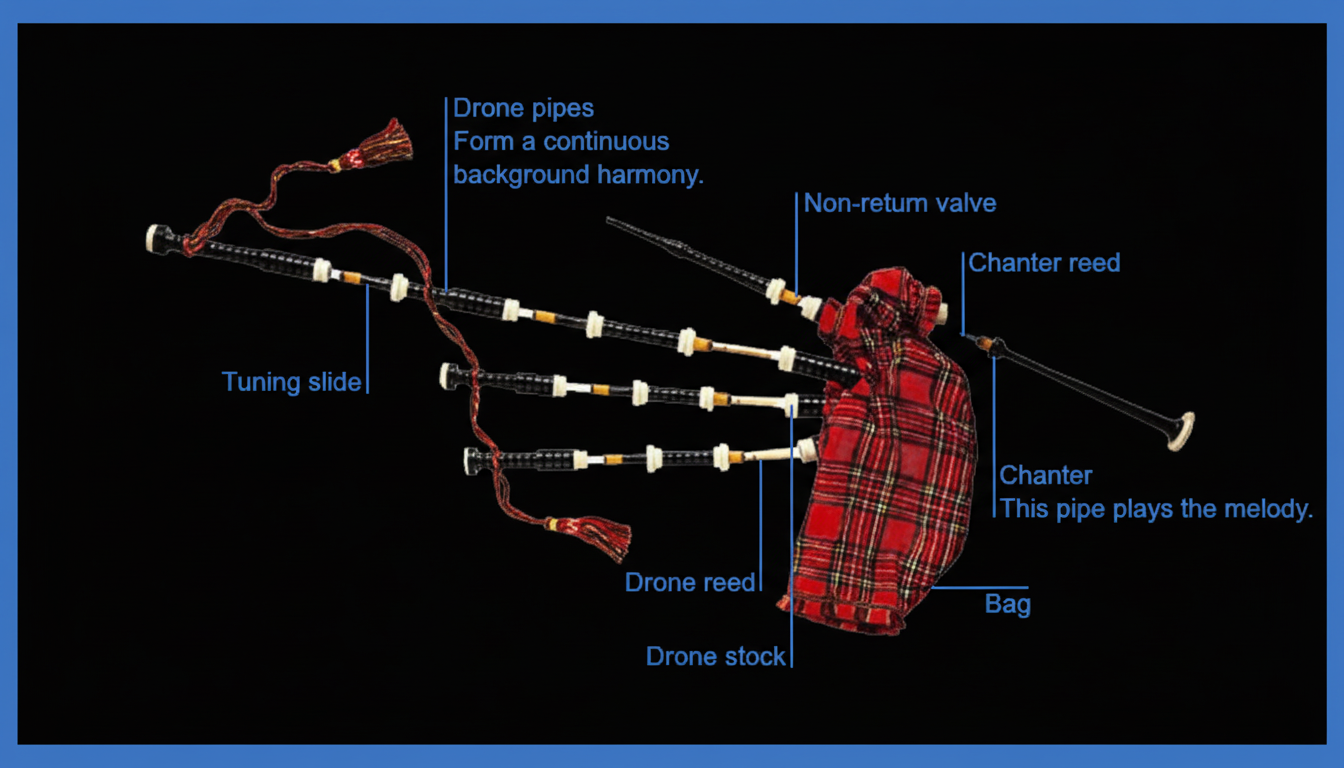 Drone pipes
Form a continuous
background harmony.
Non-return valve
Chanter reed
Tuning slide
Chanter
This pipe plays the melody.
Drone reed
Bag
Drone stock